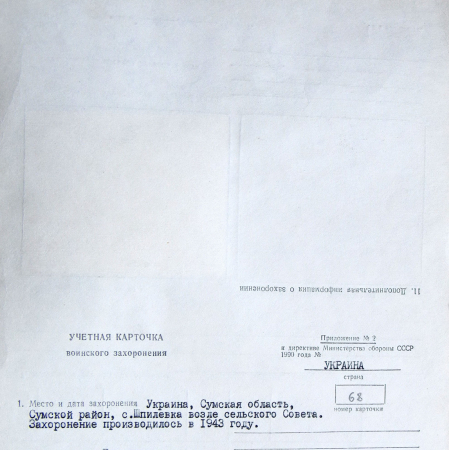 11. Дополнительная информация о захоронении
УЧЕТНАЯ КАРТОЧКА
воинского захоронения
Приложение № 2
к директиве Министерства обороны СССР
1990 года №
УКРАИНА
страна
68
номер карточки
1. Место и дата захоронения Украина, Сумская область,
Сумской район, с.Шпилевка возле сельского Совета.
Захоронение производилось в 1943 году.